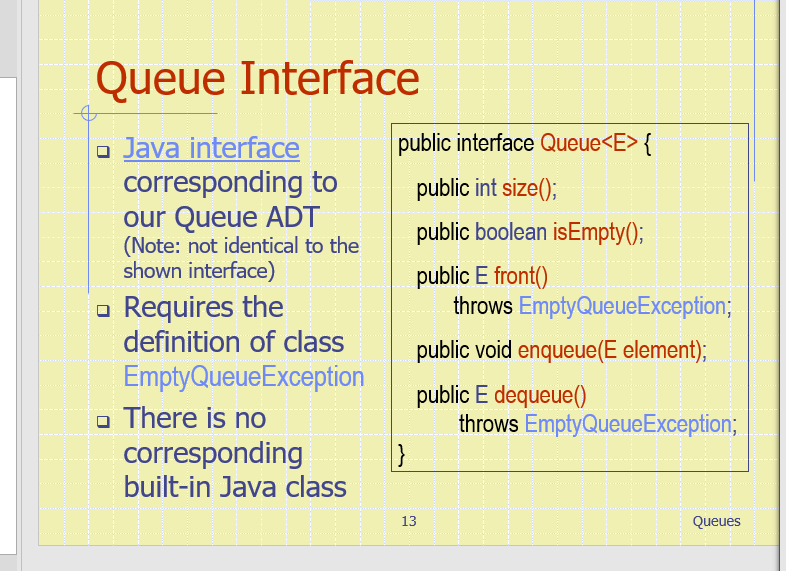 Queue Interface
Java interface
corresponding to
our Queue ADT
(Note: not identical to the
shown interface)
Requires the
definition of class
EmptyQueueException
There is no
corresponding
built-in Java class
public interface Queue<E> {
public int size();
public boolean isEmpty();
public E front()
throws EmptyQueueException;
public void enqueue(E element);
public E dequeue()
throws EmptyQueueException;
}
13
Queues